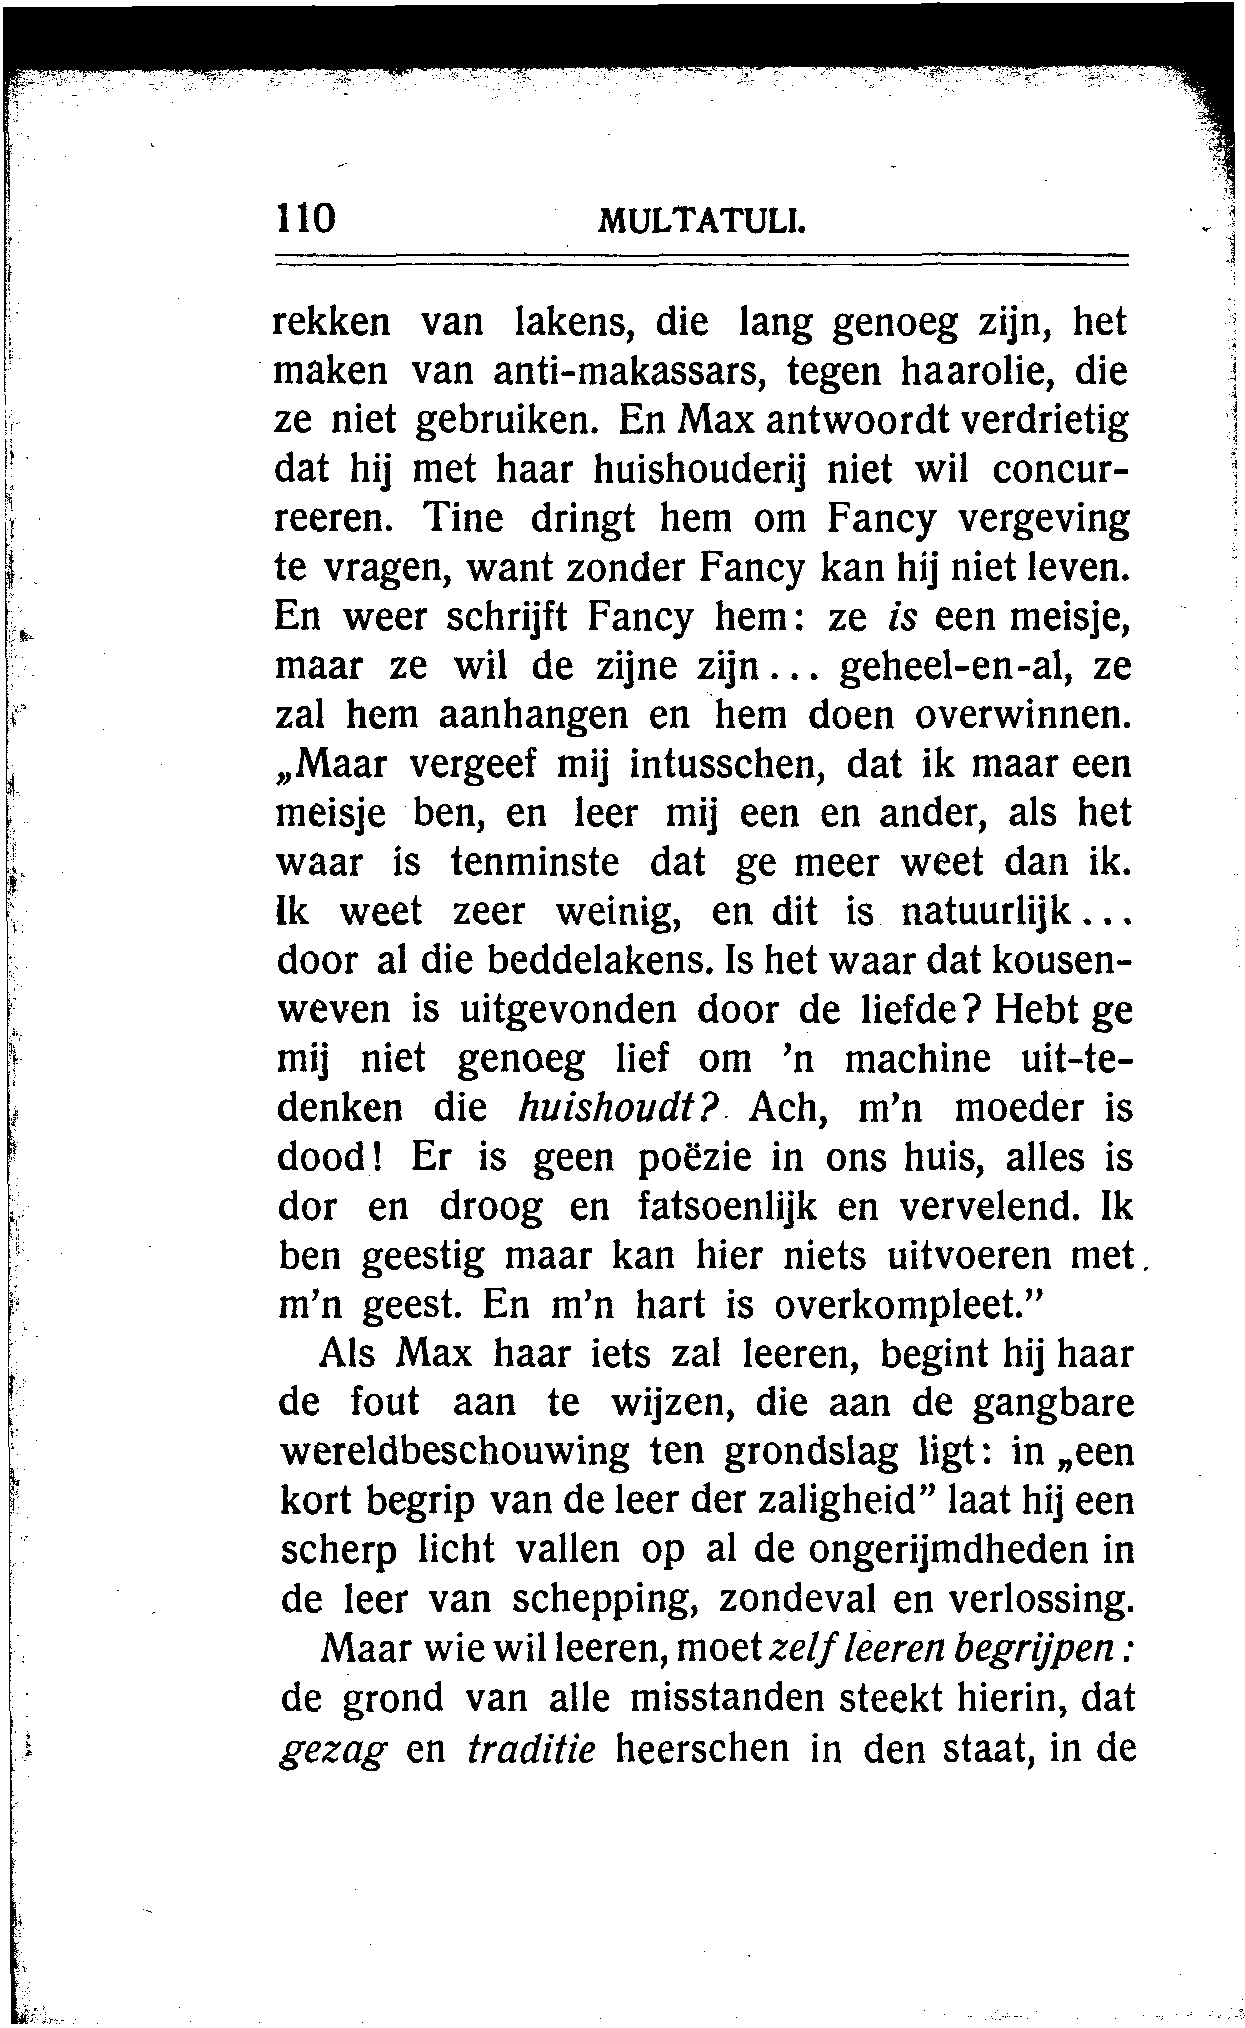 110 MULTATULI.
rekken van lakens, die lang genoeg zijn, het
maken van anti-makassars, tegen haarolie, die
ze niet gebruiken. En Max antwoordt verdrietig
dat hij met haar huishouderij niet wil concur-
reeren. Tine dringt hem om Fancy vergeving
te vragen, want zonder Fancy kan hij niet leven.
En weer schrijft Fancy hem: ze is een meisje,
maar ze wil de zijne zijn... geheel-en-al, ze
zal hem aanhangen en hem doen overwinnen.
„Maar vergeef mij intusschen, dat ik maar een
meisje ben, en leer mij een en ander, als het
waar is tenminste dat ge meer weet dan ik.
Ik weet zeer weinig, en dit is natuurlijk...
door al die beddelakens. Is het waar dat kousen-
weven is uitgevonden door de liefde? Hebt ge
mij niet genoeg lief om 'n machine uit-te-
denken die huishoudt? Ach, m'n moeder is
dood! Er is geen poëzie in ons huis, alles is
dor en droog en fatsoenlijk en vervelend. Ik
ben geestig maar kan hier niets uitvoeren met
m'n geest. En m'n hart is overkompleet.”
Als Max haar iets zal leeren, begint hij haar
de fout aan te wijzen, die aan de gangbare
wereldbeschouwing ten grondslag ligt: in „een
kort begrip van de leer der zaligheid” laat hij een
scherp licht vallen op al de ongerijmdheden in
de leer van schepping, zondeval en verlossing.
Maar wie wil leeren, moet zelf leeren begrijpen:
de grond van alle misstanden steekt hierin, dat
gezag en traditie heerschen in den staat, in de